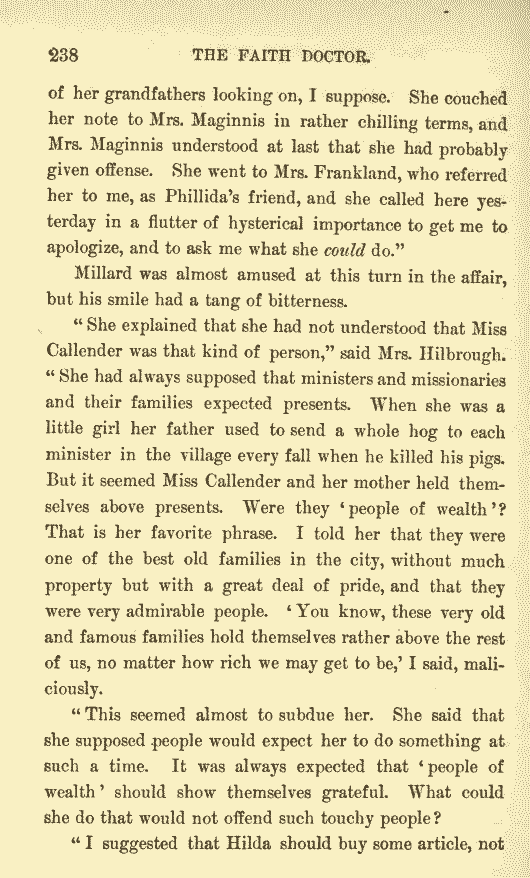 238 THE FAITH DOCTOR.
of her grandfathers looking on, I suppose. She couched
her note to Mrs. Maginnis in rather chilling terms, and
Mrs. Maginnis understood at last that she had probably
given offense. She went to Mrs. Frankland, who referred
her to me, as Phillida's friend, and she called here yes-
terday in a flutter of hysterical importance to get me to
apologize, and to ask me what she could do."
Millard was almost amused at this turn in the affair,
but his smile had a tang of bitterness.
"She explained that she had not understood that Miss
Callender was that kind of person," said Mrs. Hilbrough.
"She had always supposed that ministers and missionaries
and their families expected presents. When she was a
little girl her father used to send a whole hog to each
minister in the village every fall when he killed his pigs.
But it seemed Miss Callender and her mother held them-
selves above presents. Were they 'people of wealth'?
That is her favorite phrase. I told her that they were
one of the best old families in the city, without much
property but with a great deal of pride, and that they
were very admirable people. 'You know, these very old
and famous families hold themselves rather above the rest
of us, no matter how rich we may get to be,' I said, mali-
ciously.
"This seemed almost to subdue her. She said that
she supposed people would expect her to do something at
such a time. It was always expected that 'people of
wealth' should show themselves grateful. What could
she do that would not offend such touchy people?
"I suggested that Hilda should buy some article, not